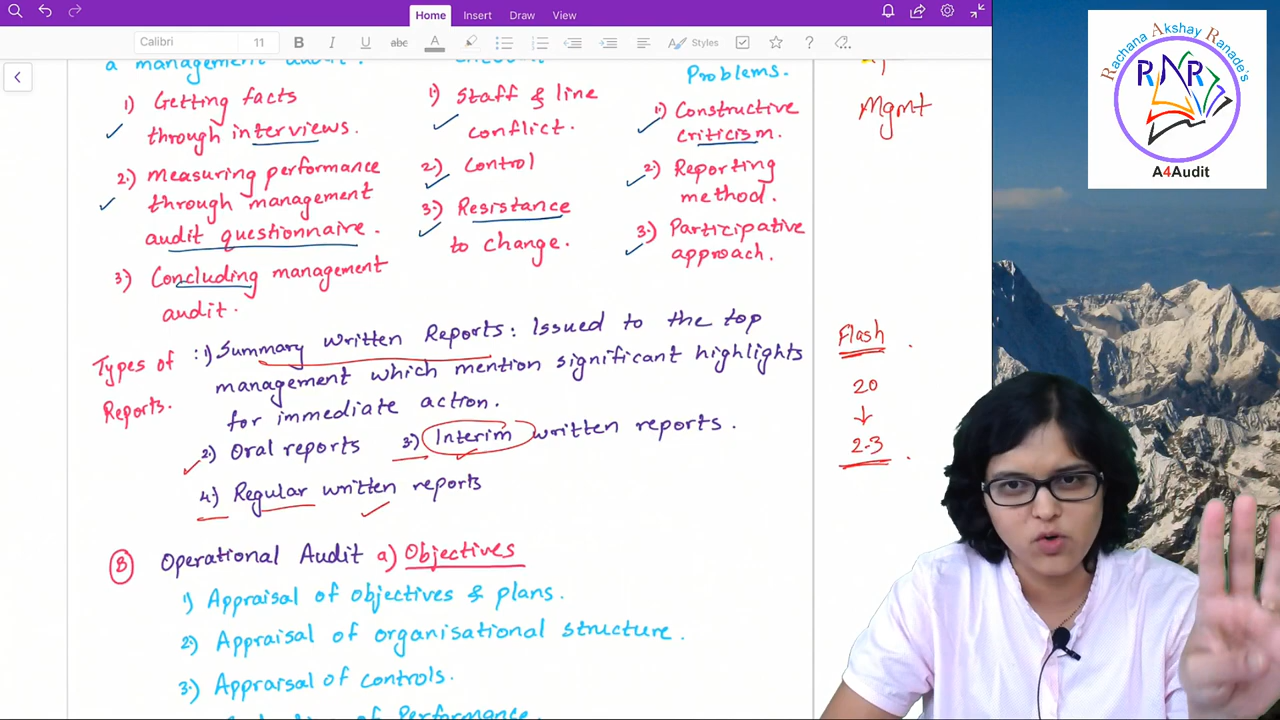 Home Insert Draw View
Calibri 11 B I U abc A Styles ?
a management audit.
1) Getting facts
through interviews.
2.) Measuring performance
through management
audit questionnaire.
3) Concluding management
audit.
1) Staff & line
conflict.
2.) Control
3.) Resistance
to change.
Problems.
1.) Constructive
criticism.
2) Reporting
method.
3.) Participative
approach.
Mgmt
Types of
Reports.
:1) Summary written Reports: Issued to the top
management which mention significant highlights
for immediate action.
2.) Oral reports 3.) Interim written reports.
4.) Regular written reports
Flash
20
2-3
B Operational Audit a) Objectives
1) Appraisal of objectives & plans.
2.) Appraisal of organisational structure.
3.) Appraisal of controls.
of Performance
Rachana Akshay Ranade's
RAR
A4Audit